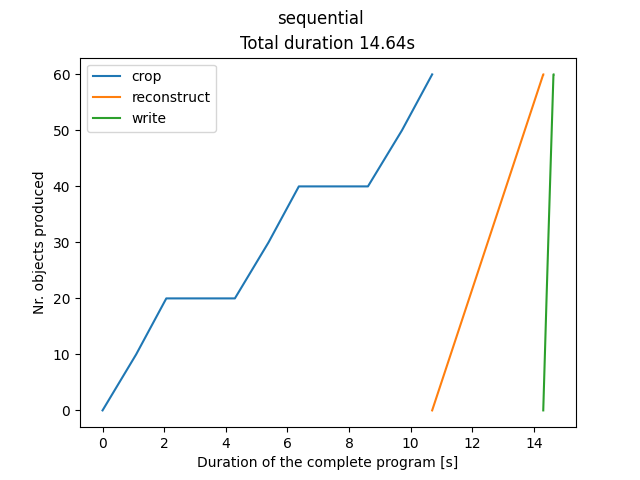 sequential
Total duration 14.64s
crop
reconstruct
write
60
50
40
30
20
10
0
Nr. objects produced
0 2 4 6 8 10 12 14
Duration of the complete program [s]